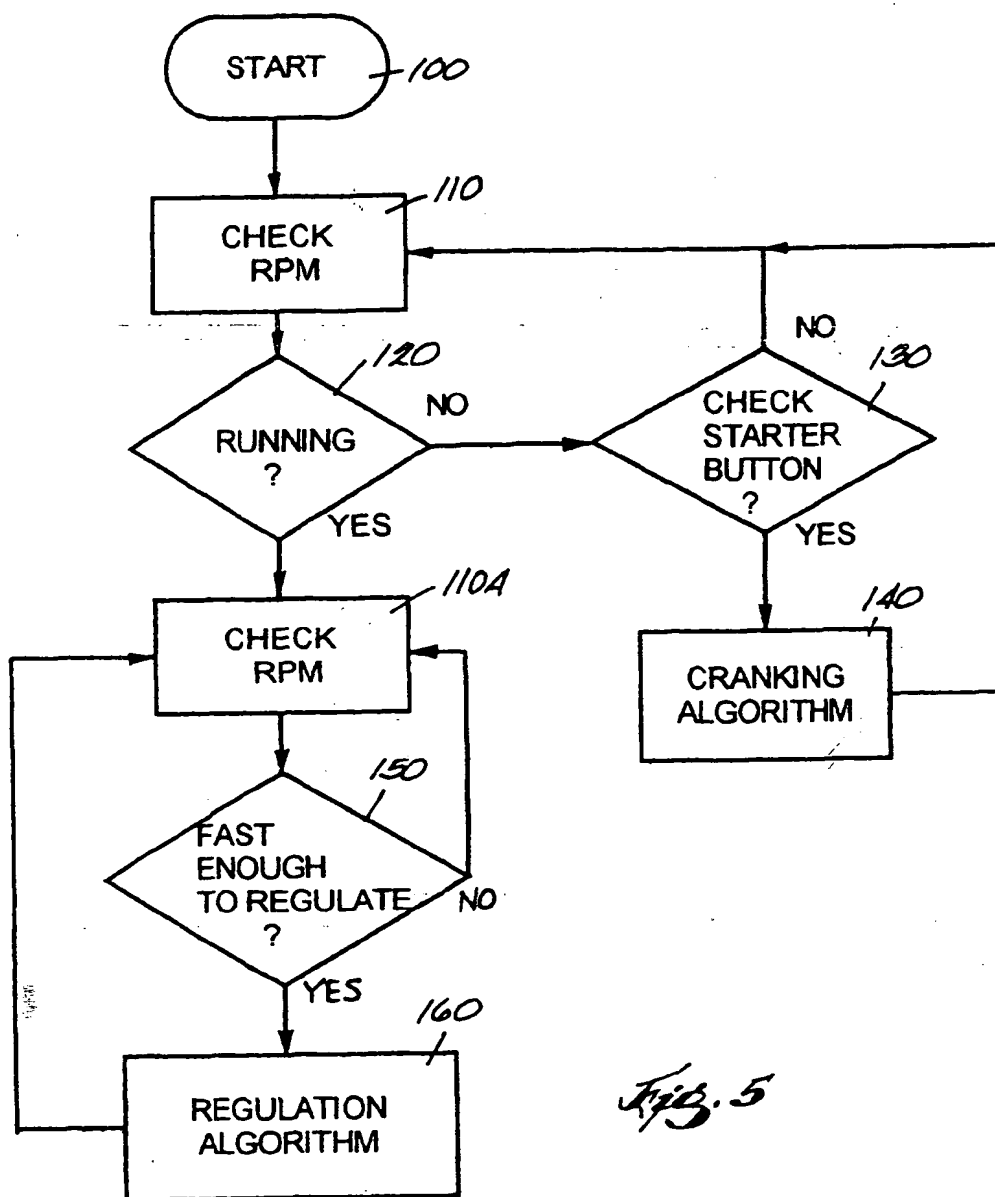 START
100
110
CHECK
RPM
120
RUNNING
?
NO
YES
NO
130
CHECK
STARTER
BUTTON
?
YES
110A
CHECK
RPM
140
CRANKING
ALGORITHM
150
FAST
ENOUGH
TO REGULATE
?
NO
YES
160
REGULATION
ALGORITHM
Fig. 5